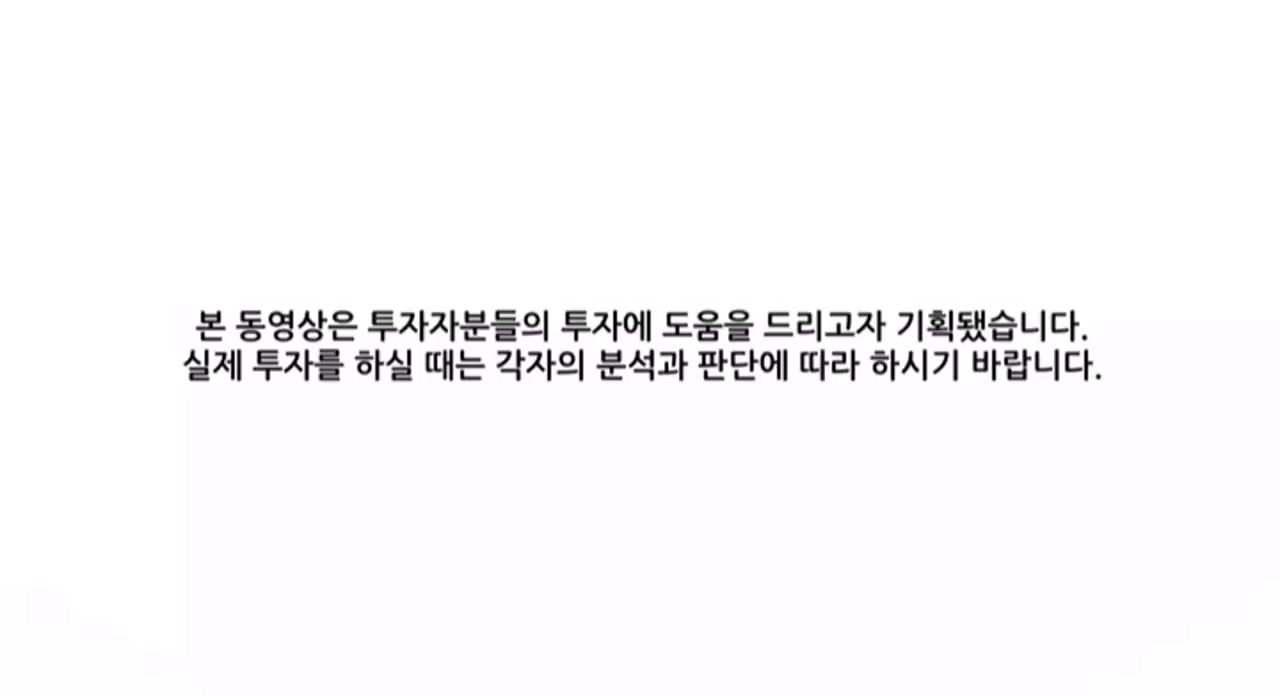 본 동영상은 투자자분들의 투자에 도움을 드리고자 기획됐습니다.
실제 투자를 하실 때는 각자의 분석과 판단에 따라 하시기 바랍니다.